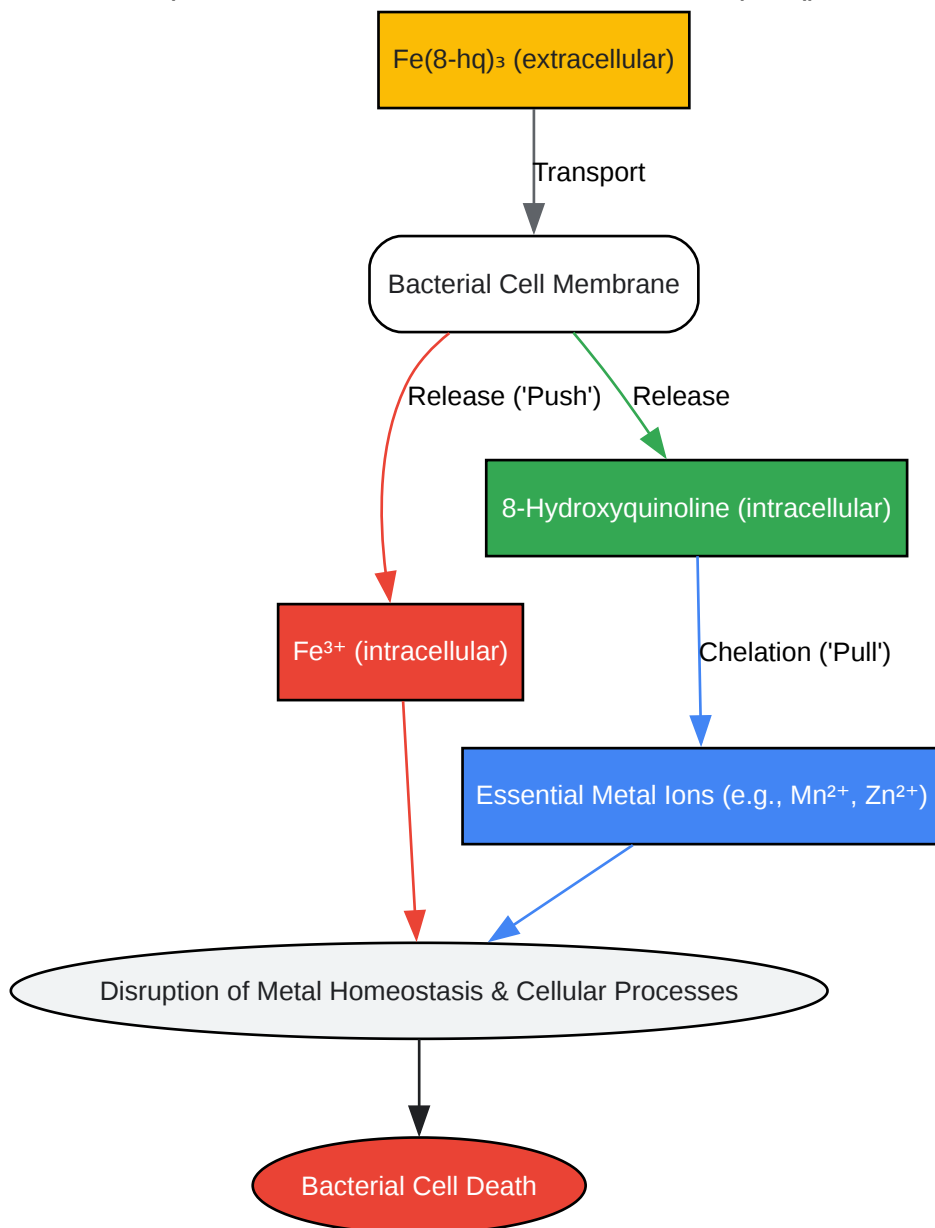 Fe(8-hq)₃ (extracellular)
Transport
Bacterial Cell Membrane
Release ('Push')
Release
8-Hydroxyquinoline (intracellular)
Fe³⁺ (intracellular)
Chelation ('Pull')
Essential Metal Ions (e.g., Mn²⁺, Zn²⁺)
Disruption of Metal Homeostasis & Cellular Processes
Bacterial Cell Death